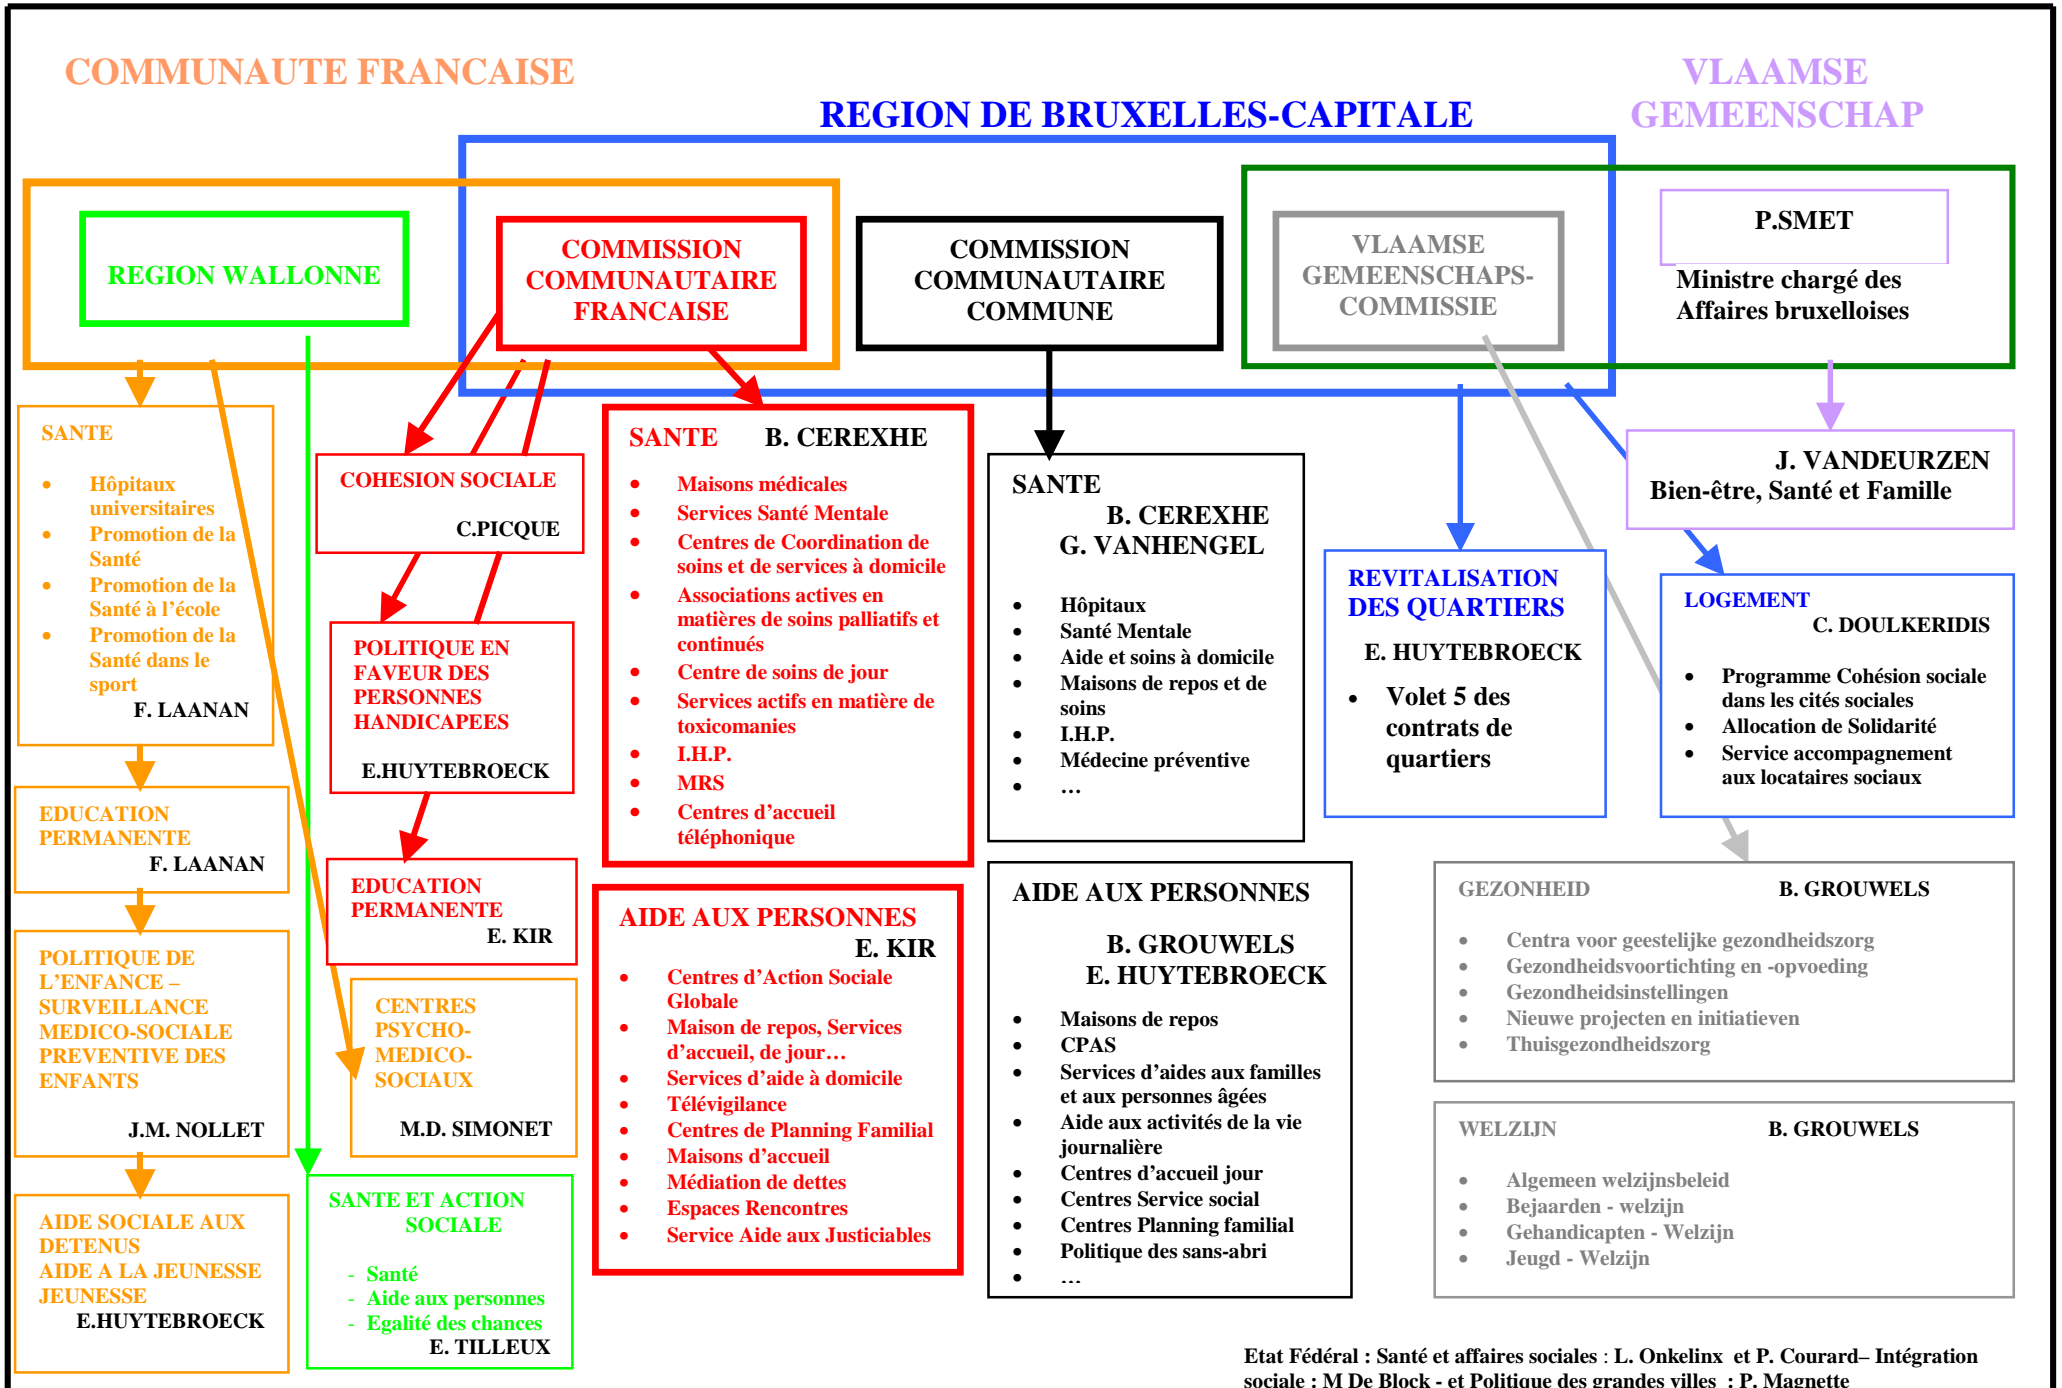 COMMUNAUTE FRANCAISE
REGION DE BRUXELLES-CAPITALE
VLAAMSE
GEMEENSCHAP
REGION WALLONNE
COMMISSION
COMMUNAUTAIRE
FRANCAISE
COMMISSION
COMMUNAUTAIRE
COMMUNE
VLAAMSE
GEMEENSCHAPS-
COMMISSIE
P.SMET
Ministre chargé des
Affaires bruxelloises
SANTE
• Hôpitaux
universitaires
• Promotion de la
Santé
• Promotion de la
Santé à l'école
• Promotion de la
Santé dans le
sport
F. LAANAN
EDUCATION
PERMANENTE
F. LAANAN
POLITIQUE DE
L'ENFANCE –
SURVEILLANCE
MEDICO-SOCIALE
PREVENTIVE DES
ENFANTS
J.M. NOLLET
AIDE SOCIALE AUX
DETENUS
AIDE A LA JEUNESSE
JEUNESSE
E.HUYTEBROECK
COHESION SOCIALE
C.PICQUE
POLITIQUE EN
FAVEUR DES
PERSONNES
HANDICAPEES
E.HUYTEBROECK
EDUCATION
PERMANENTE
E. KIR
CENTRES
PSYCHO-
MEDICO-
SOCIAUX
M.D. SIMONET
SANTE ET ACTION
SOCIALE
- Santé
- Aide aux personnes
- Egalité des chances
E. TILLEUX
SANTE B. CEREXHE
• Maisons médicales
• Services Santé Mentale
• Centres de Coordination de
soins et de services à domicile
• Associations actives en
matières de soins palliatifs et
continués
• Centre de soins de jour
• Services actifs en matière de
toxicomanies
• I.H.P.
• MRS
• Centres d'accueil
téléphonique
AIDE AUX PERSONNES
E. KIR
• Centres d'Action Sociale
Globale
• Maison de repos, Services
d'accueil, de jour…
• Services d'aide à domicile
• Télévigilance
• Centres de Planning Familial
• Maisons d'accueil
• Médiation de dettes
• Espaces Rencontres
• Service Aide aux Justiciables
SANTE
B. CEREXHE
G. VANHENGEL
• Hôpitaux
• Santé Mentale
• Aide et soins à domicile
• Maisons de repos et de
soins
• I.H.P.
• Médecine préventive
• …
AIDE AUX PERSONNES
B. GROUWELS
E. HUYTEBROECK
• Maisons de repos
• CPAS
• Services d'aides aux familles
et aux personnes âgées
• Aide aux activités de la vie
journalière
• Centres d'accueil jour
• Centres Service social
• Centres Planning familial
• Politique des sans-abri
• …
REVITALISATION
DES QUARTIERS
E. HUYTEBROECK
• Volet 5 des
contrats de
quartiers
J. VANDEURZEN
Bien-être, Santé et Famille
LOGEMENT
C. DOULKERIDIS
• Programme Cohésion sociale
dans les cités sociales
• Allocation de Solidarité
• Service accompagnement
aux locataires sociaux
GEZONHEID B. GROUWELS
• Centra voor geestelijke gezondheidszorg
• Gezondheidsvoortichting en -opvoeding
• Gezondheidsinstellingen
• Nieuwe projecten en initiatieven
• Thuisgezondheidszorg
WELZIJN B. GROUWELS
• Algemeen welzijnsbeleid
• Bejaarden - welzijn
• Gehandicapten - Welzijn
• Jeugd - Welzijn
Etat Fédéral : Santé et affaires sociales : L. Onkelinx et P. Courard– Intégration
sociale : M De Block - et Politique des grandes villes : P. Magnette